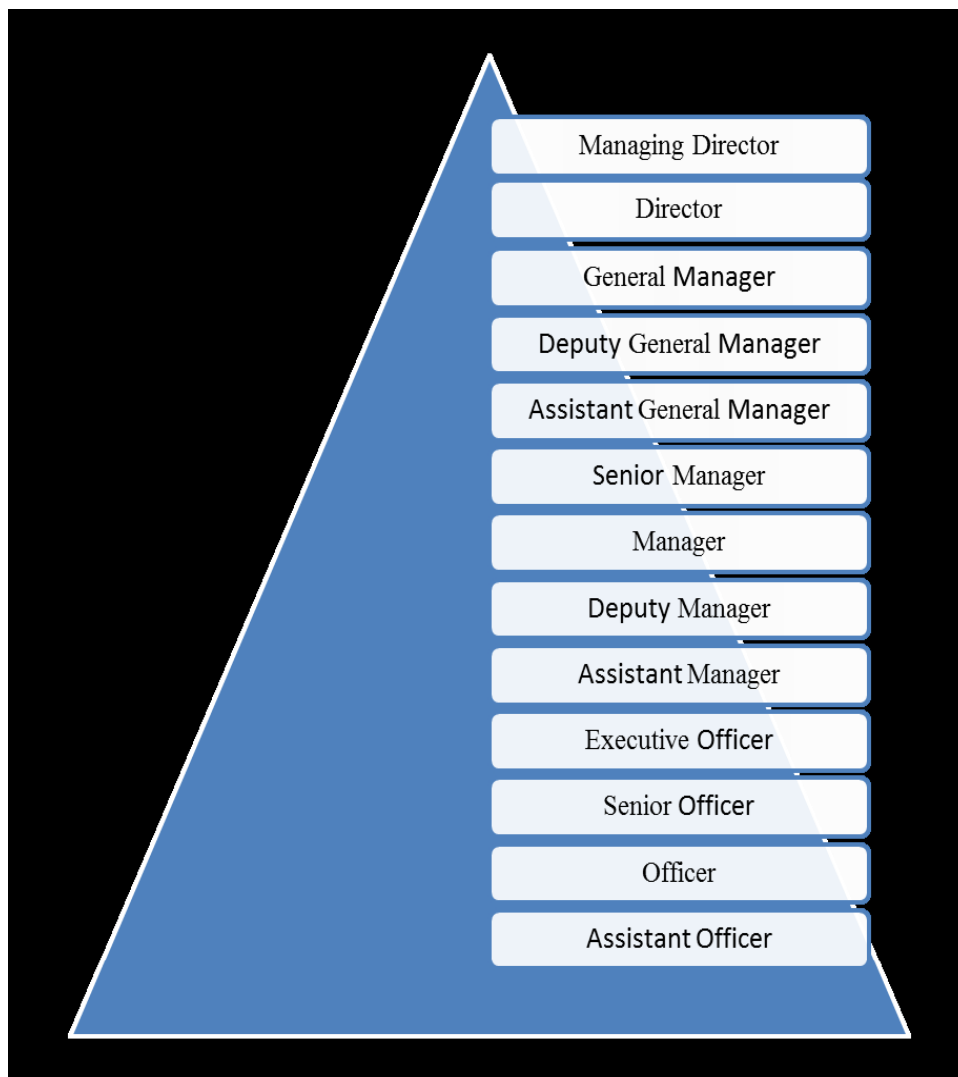 Managing Director
Director
General Manager
Deputy General Manager
Assistant General Manager
Senior Manager
Manager
Deputy Manager
Assistant Manager
Executive Officer
Senior Officer
Officer
Assistant Officer